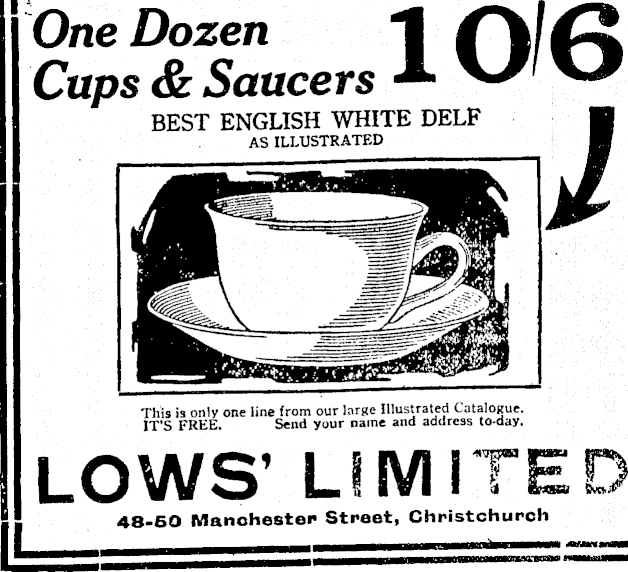 One Dozen
Cups & Saucers 10/6
BEST ENGLISH WHITE DELF
AS ILLUSTRATED
This is only one line from our large Illustrated Catalogue.
IT'S FREE. Send your name and address to-day.
LOWS' LIMITED
48-50 Manchester Street, Christchurch